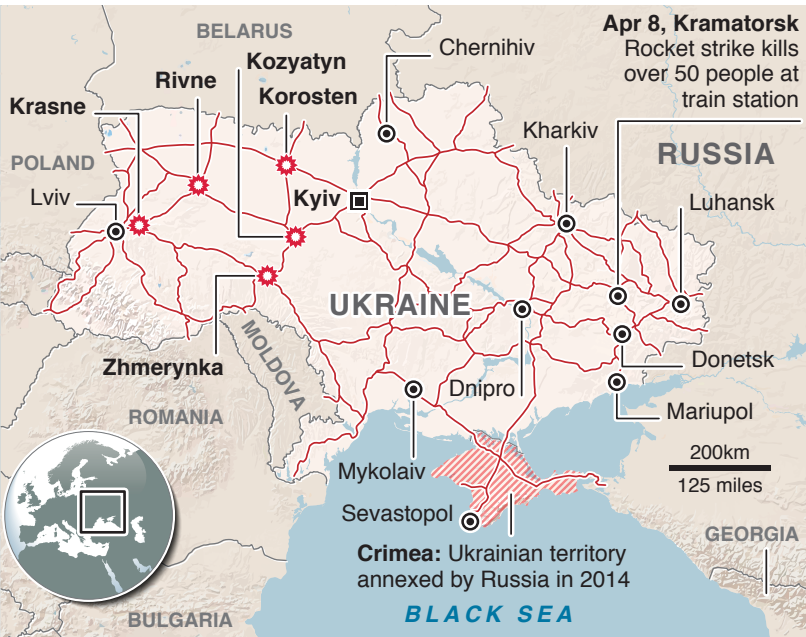 Apr 8, Kramatorsk
Rocket strike kills
over 50 people at
train station
BELARUS
Kozyatyn
Chernihiv
Rivne
Korosten
Krasne
Kharkiv
POLAND
RUSSIA
Lviv
Kyiv
Luhansk
UKRAINE
MOLDOVA
Zhmerynka
Donetsk
Dnipro
ROMANIA
Mariupol
200km
125 miles
Mykolaiv
Sevastopol
GEORGIA
Crimea: Ukrainian territory
annexed by Russia in 2014
BLACK SEA
BULGARIA